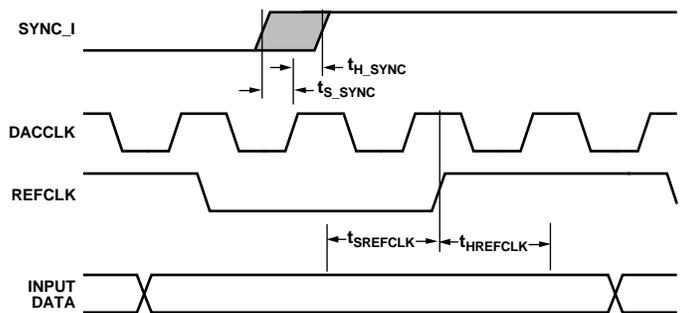 SYNC_I
tH_SYNC
tS_SYNC
DACCLK
REFCLK
tSREFCLK
tHREFCLK
INPUT
DATA